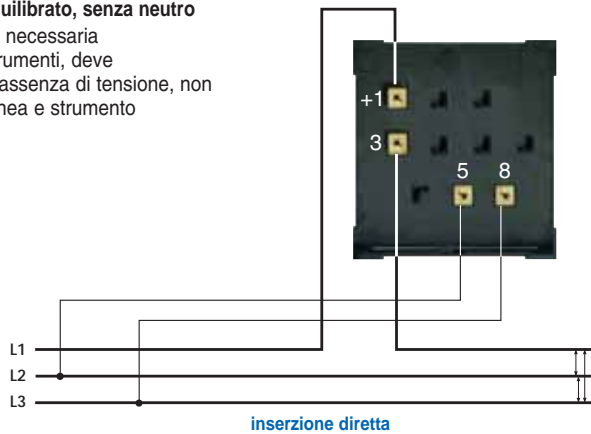 uilibrato, senza neutro
necessaria
rumenti, deve
assenza di tensione, non
nea e strumento
+1
3
5 8
L1
L2
L3
inserzione diretta